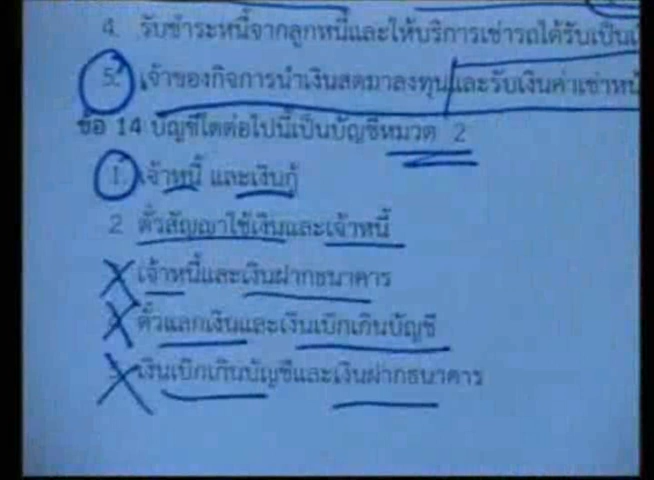 4. รับชำระหนี้จากลูกหนี้และให้บริการเช่ารถได้รับเป็นเ
5. เจ้าของกิจการนำเงินสดมาลงทุนและรับเงินค่าเช่าหน้
ข้อ 14 บัญชีใดต่อไปนี้เป็นบัญชีหมวด 2
1. เจ้าหนี้ และเงินกู้
2 ตั๋วสัญญาใช้เงินและเจ้าหนี้
เจ้าหนี้และเงินฝากธนาคาร
ตั๋วแลกเงินและเงินเบิกเกินบัญชี
เงินเบิกเกินบัญชีและเงินฝากธนาคาร